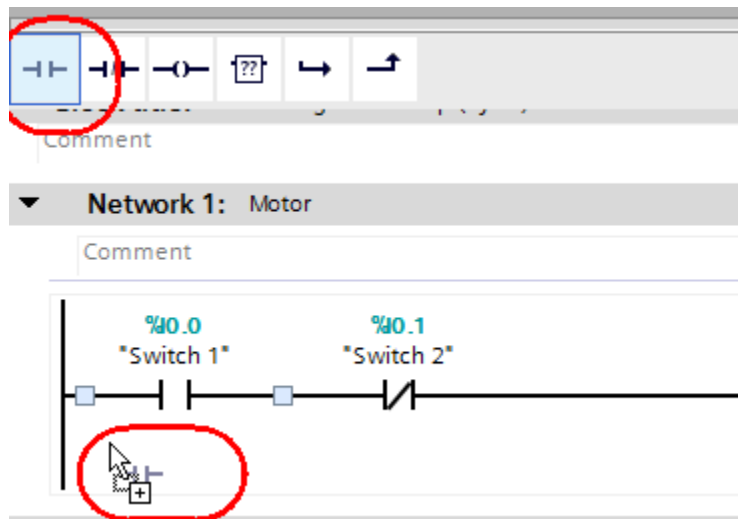 ??
Comment
Network 1: Motor
Comment
%I0.0 %I0.1
"Switch 1" "Switch 2"